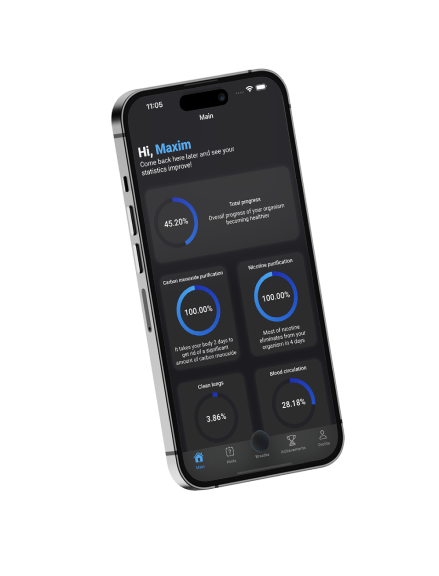 11:05
Main
Hi, Maxim
Come back here later and see your
statistics improve!
Total progress
45.20%
Overall progress of your organism
becoming healthier
Carbon monoxide purification
100.00%
It takes your body 2 days to
get rid of a significant
amount of carbon monoxide
Nicotine purification
100.00%
Most of nicotine
eliminates from your
organism in 4 days
Clean lungs
3.86%
Blood circulation
28.18%
Main
Breathe
Achievements
Profile